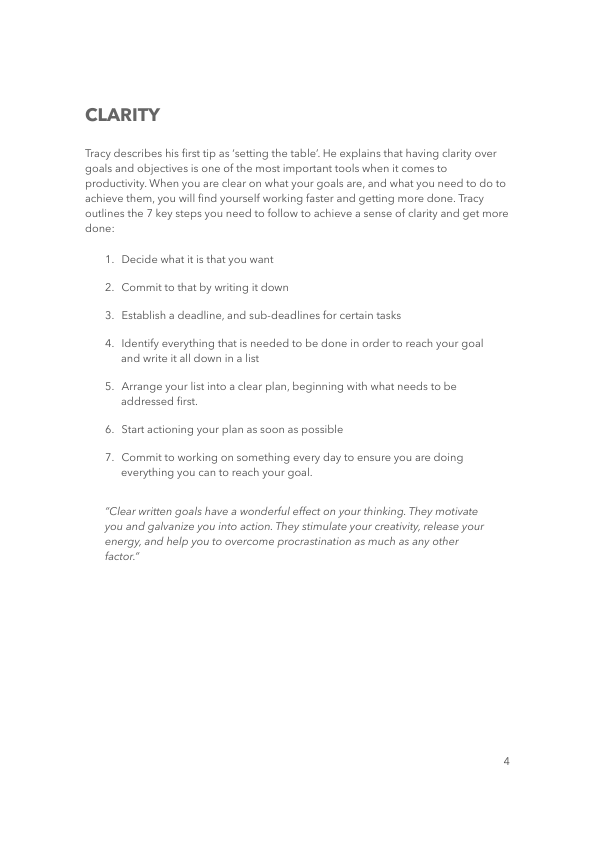 CLARITY
Tracy describes his first tip as ‘setting the table’. He explains that having clarity over
goals and objectives is one of the most important tools when it comes to
productivity. When you are clear on what your goals are, and what you need to do to
achieve them, you will find yourself working faster and getting more done. Tracy
outlines the 7 key steps you need to follow to achieve a sense of clarity and get more
done:
1. Decide what it is that you want
2. Commit to that by writing it down
3. Establish a deadline, and sub-deadlines for certain tasks
4. Identify everything that is needed to be done in order to reach your goal
and write it all down in a list
5. Arrange your list into a clear plan, beginning with what needs to be
addressed first.
6. Start actioning your plan as soon as possible
7. Commit to working on something every day to ensure you are doing
everything you can to reach your goal.
“Clear written goals have a wonderful effect on your thinking. They motivate
you and galvanize you into action. They stimulate your creativity, release your
energy, and help you to overcome procrastination as much as any other
factor.”
4